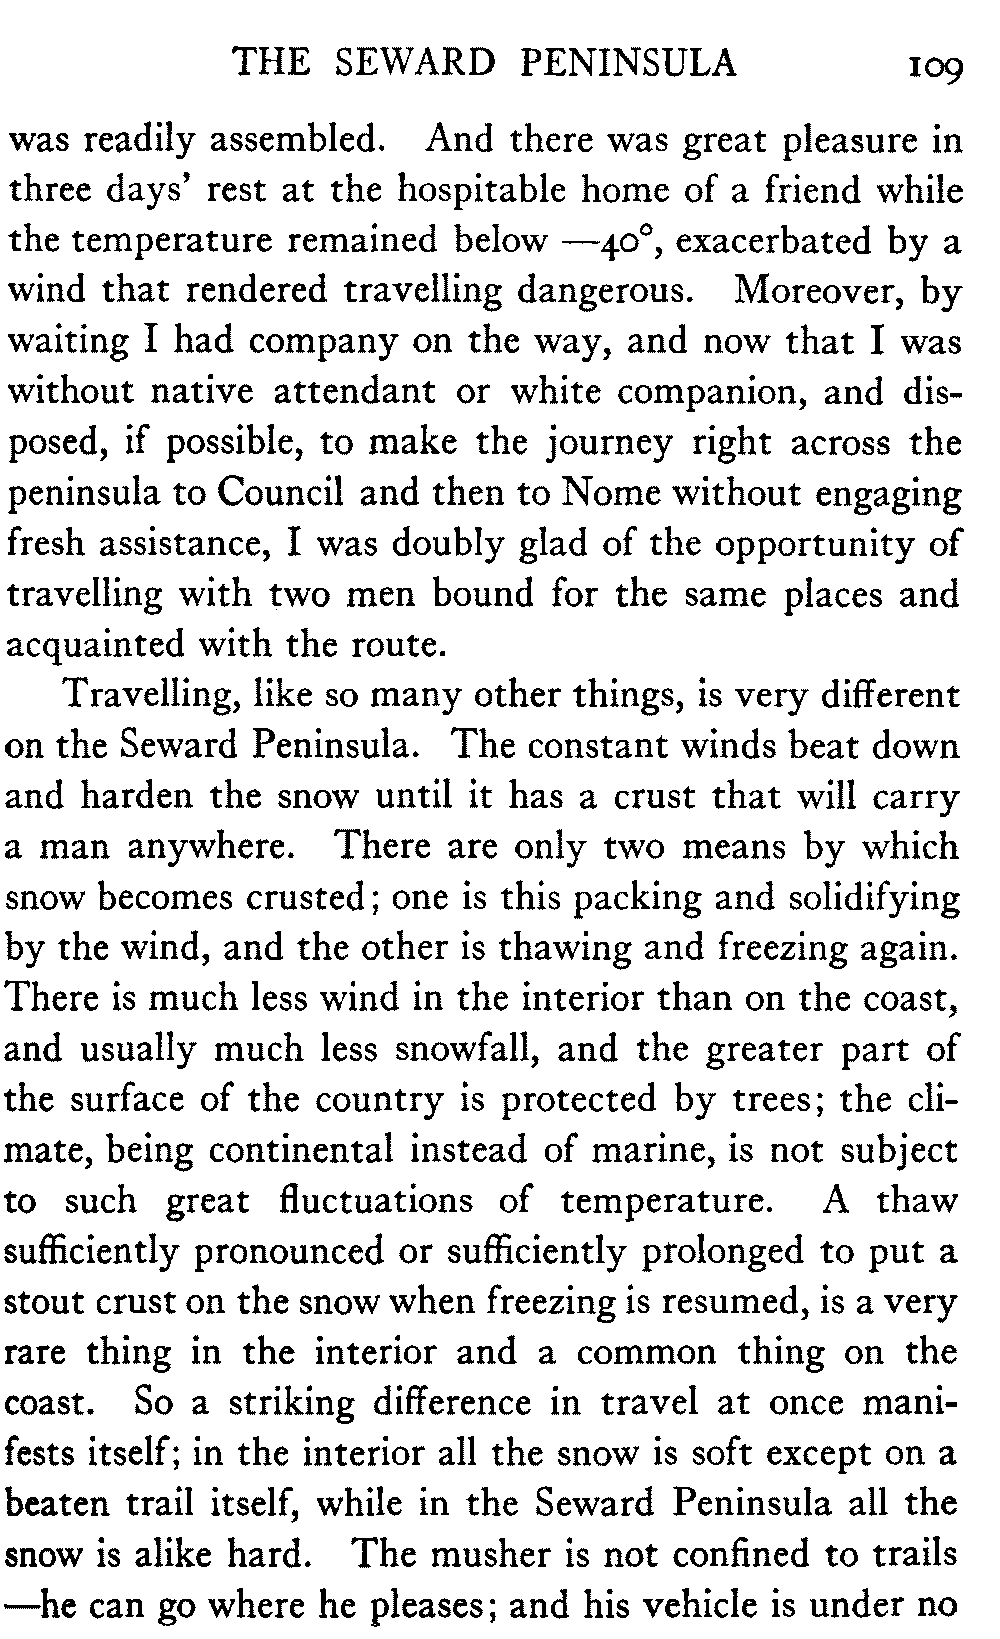 THE SEWARD PENINSULA 109
was readily assembled. And there was great pleasure in
three days' rest at the hospitable home of a friend while
the temperature remained below —40°, exacerbated by a
wind that rendered travelling dangerous. Moreover, by
waiting I had company on the way, and now that I was
without native attendant or white companion, and dis-
posed, if possible, to make the journey right across the
peninsula to Council and then to Nome without engaging
fresh assistance, I was doubly glad of the opportunity of
travelling with two men bound for the same places and
acquainted with the route.
Travelling, like so many other things, is very different
on the Seward Peninsula. The constant winds beat down
and harden the snow until it has a crust that will carry
a man anywhere. There are only two means by which
snow becomes crusted; one is this packing and solidifying
by the wind, and the other is thawing and freezing again.
There is much less wind in the interior than on the coast,
and usually much less snowfall, and the greater part of
the surface of the country is protected by trees; the cli-
mate, being continental instead of marine, is not subject
to such great fluctuations of temperature. A thaw
sufficiently pronounced or sufficiently prolonged to put a
stout crust on the snow when freezing is resumed, is a very
rare thing in the interior and a common thing on the
coast. So a striking difference in travel at once mani-
fests itself; in the interior all the snow is soft except on a
beaten trail itself, while in the Seward Peninsula all the
snow is alike hard. The musher is not confined to trails
—he can go where he pleases; and his vehicle is under no